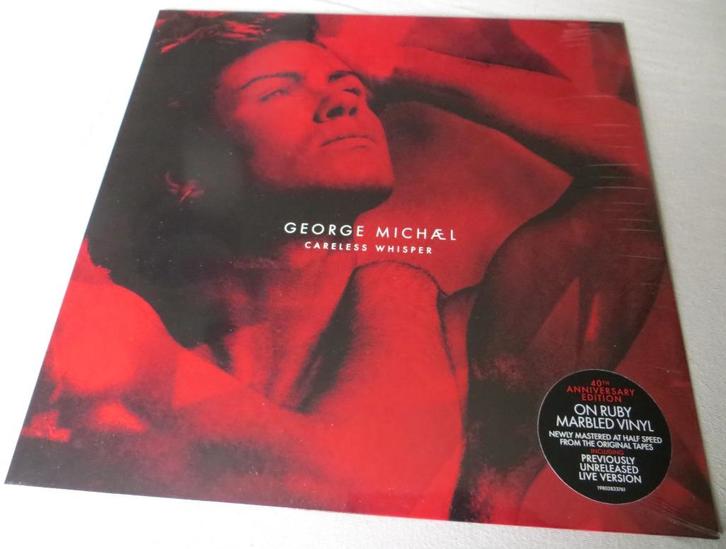 GEORGE MICHÆL
CARELESS WHISPER
40TH
ANNIVERSARY
EDITION
ON RUBY
MARBLED VINYL
NEWLY MASTERED AT HALF SPEED
FROM THE ORIGINAL TAPES
INCLUDING
PREVIOUSLY
UNRELEASED
LIVE VERSION
19802823761